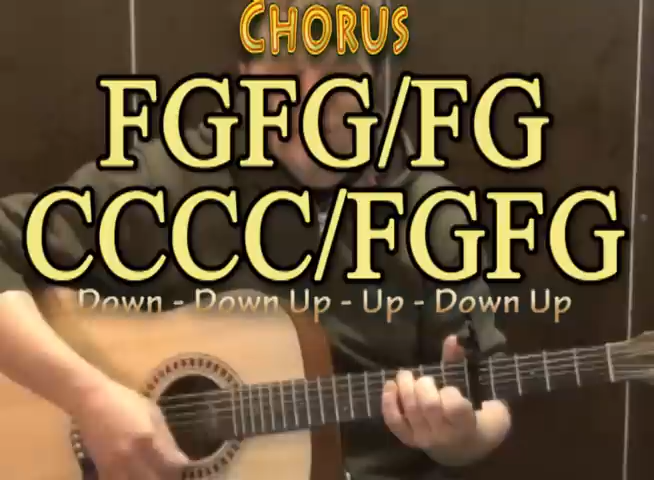 CHORUS
FGFG/FG
CCCC/FGFG
Down - Down Up - Up - Down Up